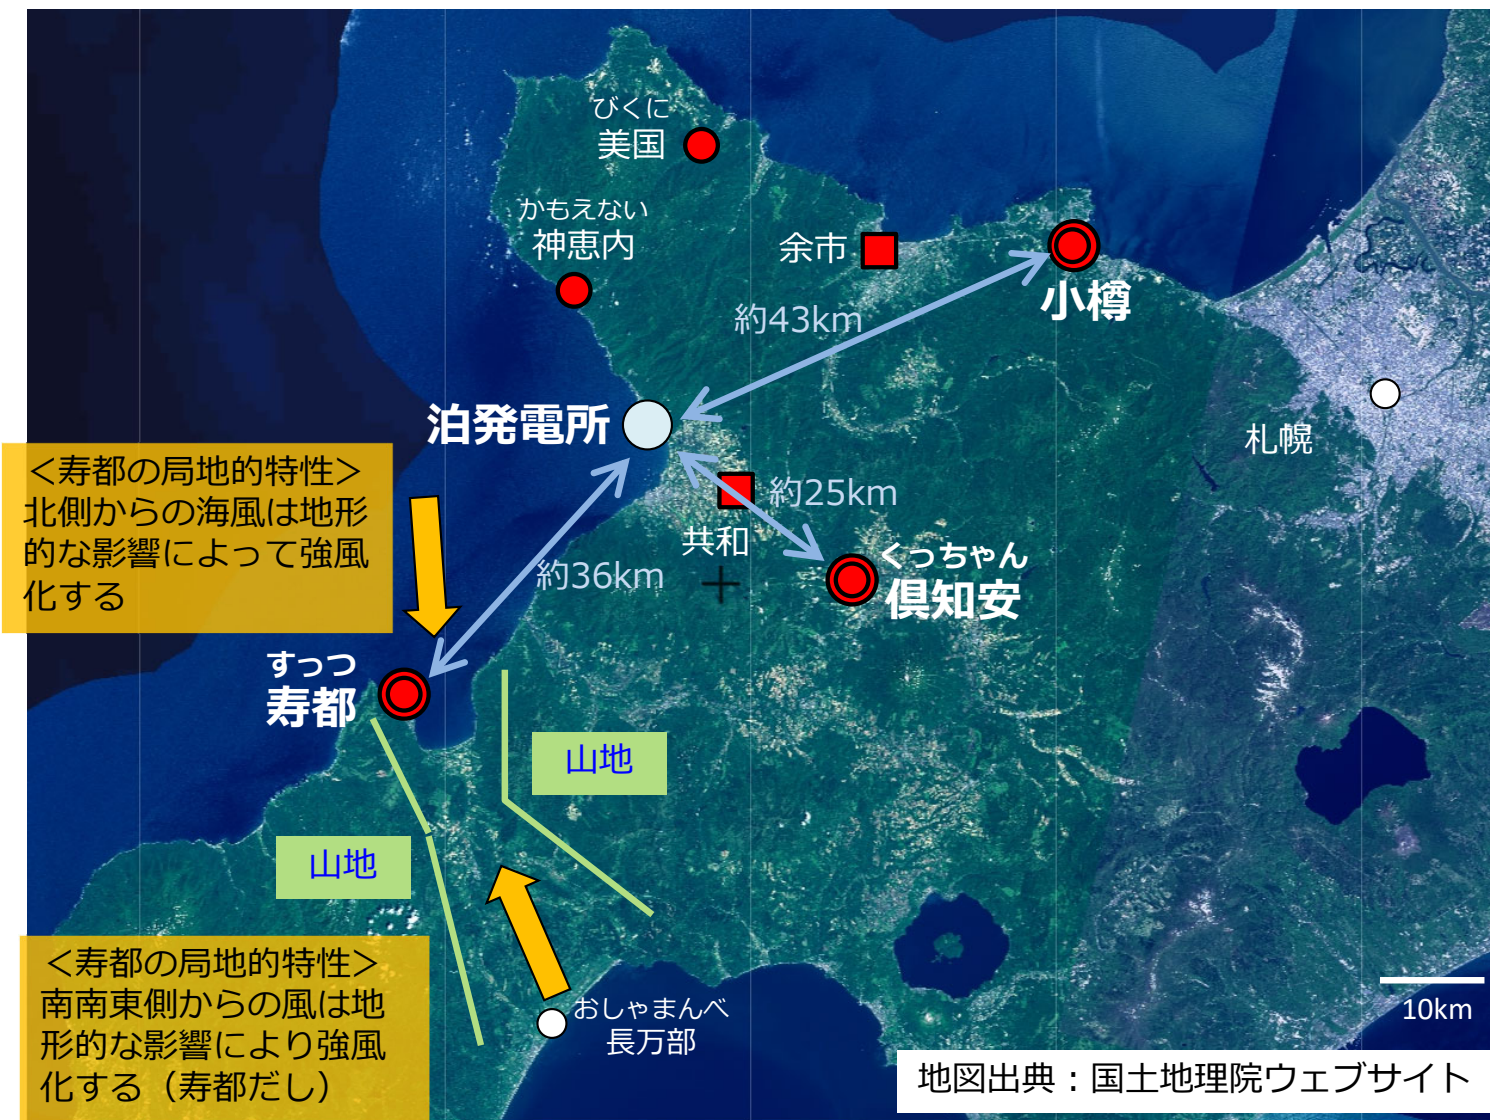 びくに
美国
かもえない
神恵内
余市
小樽
約43km
泊発電所
札幌
＜寿都の局地的特性＞
北側からの海風は地形
的な影響によって強風
化する
約25km
共和
くっちゃん
倶知安
約36km
すっつ
寿都
山地
山地
＜寿都の局地的特性＞
南南東側からの風は地
形的な影響により強風
化する（寿都だし）
おしゃまんべ
長万部
10km
地図出典：国土地理院ウェブサイト